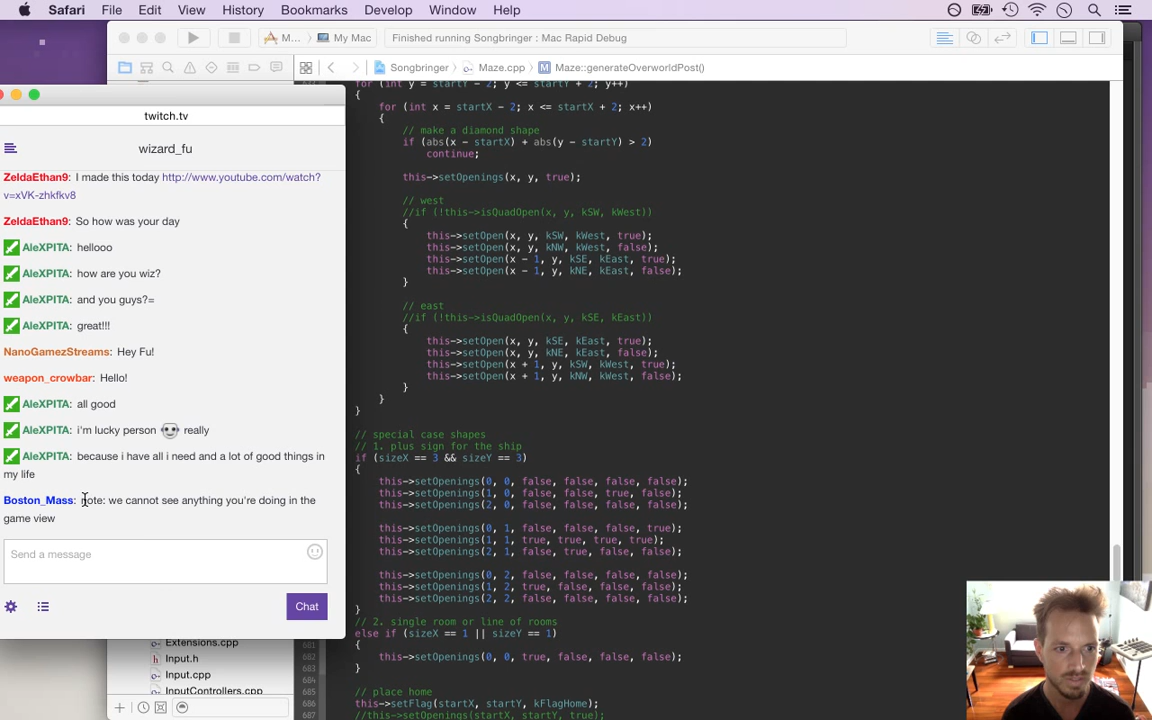 Safari File Edit View History Bookmarks Develop Window Help
M... My Mac Finished running Songbringer : Mac Rapid Debug
Songbringer Maze.cpp M Maze::generateOverworldPost()
twitch.tv
wizard_fu
ZeldaEthan9: I made this today http://www.youtube.com/watch?
v=xVK-zhkfkv8
ZeldaEthan9: So how was your day
AleXPITA: hellooo
AleXPITA: how are you wiz?
AleXPITA: and you guys?=
AleXPITA: great!!!
NanoGamezStreams: Hey Fu!
weapon_crowbar: Hello!
AleXPITA: all good
AleXPITA: i'm lucky person really
AleXPITA: because i have all i need and a lot of good things in
my life
Boston_Mass: note: we cannot see anything you're doing in the
game view
Send a message
Chat
Extensions.cpp
h Input.h
Input.cpp
InputControllers.cpp
for (int y = startY - 2; y <= startY + 2; y++)
{
for (int x = startX - 2; x <= startX + 2; x++)
{
// make a diamond shape
if (abs(x - startX) + abs(y - startY) > 2)
continue;
this->setOpenings(x, y, true);
// west
//if (!this->isQuadOpen(x, y, kSW, kWest))
{
this->setOpen(x, y, kSW, kWest, true);
this->setOpen(x, y, kNW, kWest, false);
this->setOpen(x - 1, y, kSE, kEast, true);
this->setOpen(x - 1, y, kNE, kEast, false);
}
// east
//if (!this->isQuadOpen(x, y, kSE, kEast))
{
this->setOpen(x, y, kSE, kEast, true);
this->setOpen(x, y, kNE, kEast, false);
this->setOpen(x + 1, y, kSW, kWest, true);
this->setOpen(x + 1, y, kNW, kWest, false);
}
}
}
// special case shapes
// 1. plus sign for the ship
if (sizeX == 3 && sizeY == 3)
{
this->setOpenings(0, 0, false, false, false, false);
this->setOpenings(1, 0, false, false, true, false);
this->setOpenings(2, 0, false, false, false, false);
this->setOpenings(0, 1, false, false, false, true);
this->setOpenings(1, 1, true, true, true, true);
this->setOpenings(2, 1, false, true, false, false);
this->setOpenings(0, 2, false, false, false, false);
this->setOpenings(1, 2, true, false, false, false);
this->setOpenings(2, 2, false, false, false, false);
}
// 2. single room or line of rooms
else if (sizeX == 1 || sizeY == 1)
{
this->setOpenings(0, 0, true, false, false, false);
}
// place home
this->setFlag(startX, startY, kFlagHome);
//this->setOpenings(startX, startY, true);
681
682
683
684
685
686
687